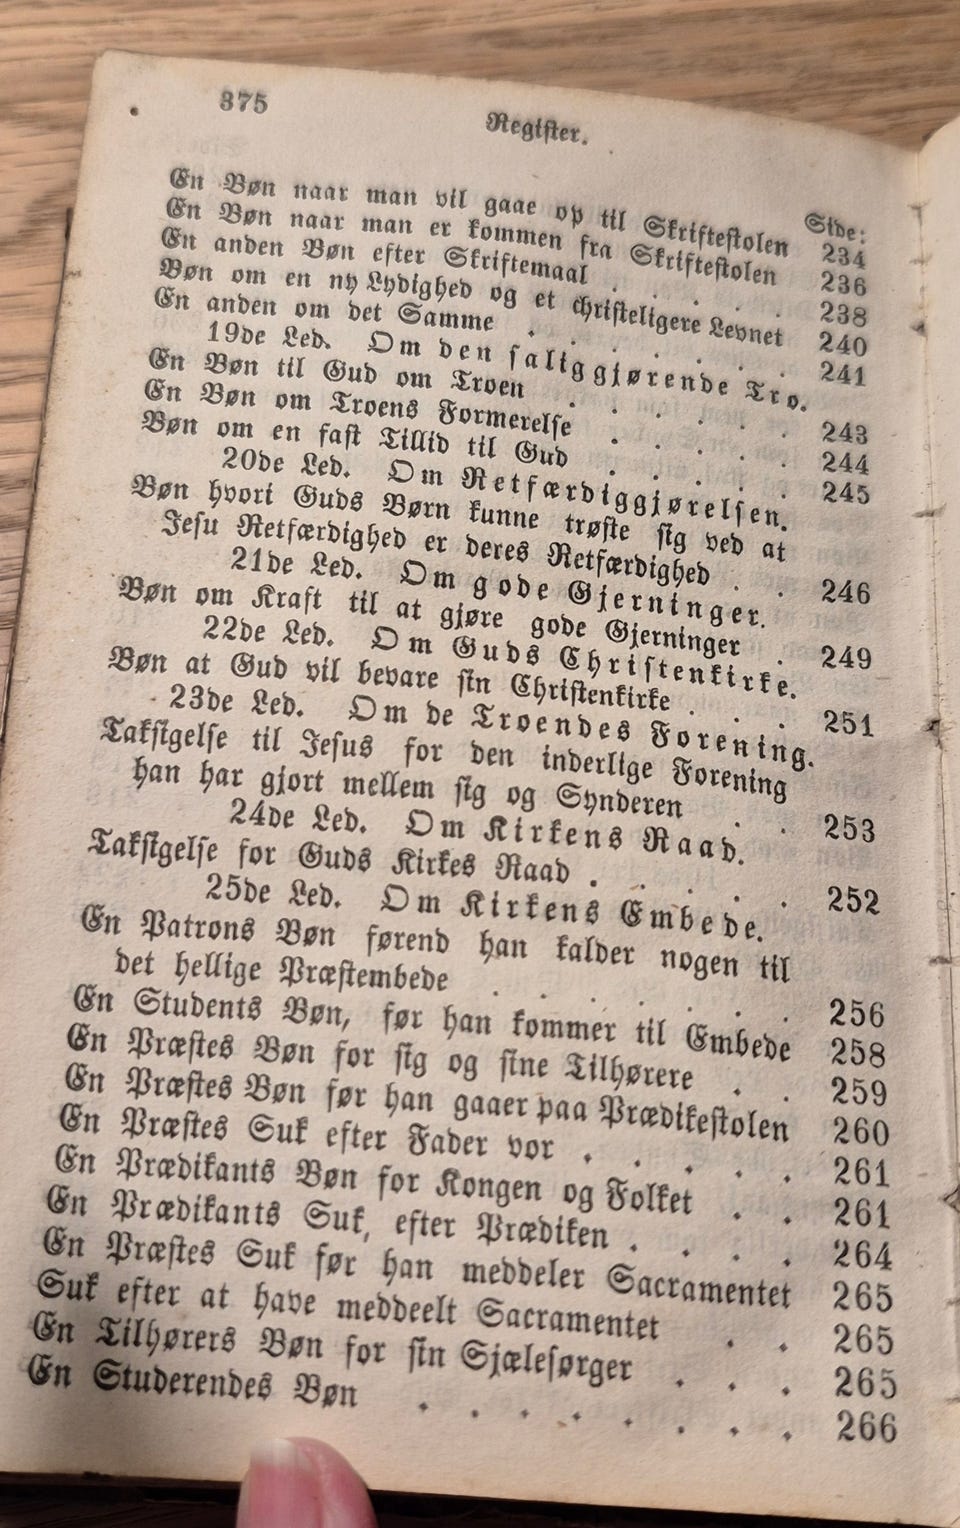 375
Register.
Side:
En Bøn naar man vil gaae op til Skriftestolen 234
En Bøn naar man er kommen fra Skriftestolen 236
En anden Bøn efter Skriftemaal . . . . 238
Bøn om en ny Lydighed og et christeligere Levnet 240
En anden om det Samme . . . . . . 241
19de Led. Om den saliggjørende Tro.
En Bøn til Gud om Troen . . . . . 243
En Bøn om Troens Formerelse . . . . 244
Bøn om en fast Tillid til Gud . . . . 245
20de Led. Om Retfærdiggjørelsen.
Bøn hvori Guds Børn kunne trøste sig ved at
Jesu Retfærdighed er deres Retfærdighed . . 246
21de Led. Om gode Gjerninger.
Bøn om Kraft til at gjøre gode Gjerninger . 249
22de Led. Om Guds Christenkirke.
Bøn at Gud vil bevare sin Christenkirke . . . 251
23de Led. Om de Troendes Forening.
Taksigelse til Jesus for den inderlige Forening
han har gjort mellem sig og Synderen . . 253
24de Led. Om Kirkens Raad.
Taksigelse for Guds Kirkes Raad . . . . . 252
25de Led. Om Kirkens Embede.
En Patrons Bøn førend han kalder nogen til
det hellige Præstembede . . . . . . . 256
En Students Bøn, før han kommer til Embede 258
En Præstes Bøn for sig og sine Tilhørere . . 259
En Præstes Bøn før han gaaer paa Prædikestolen 260
En Præstes Suk efter Fader vor . . . . . 261
En Prædikants Bøn for Kongen og Folket . . 261
En Prædikants Suk, efter Prædiken . . . . 264
En Præstes Suk før han meddeler Sacramentet 265
Suk efter at have meddeelt Sacramentet . . 265
En Tilhørers Bøn for sin Sjælesørger . . . 265
En Studerendes Bøn . . . . . . . . 266